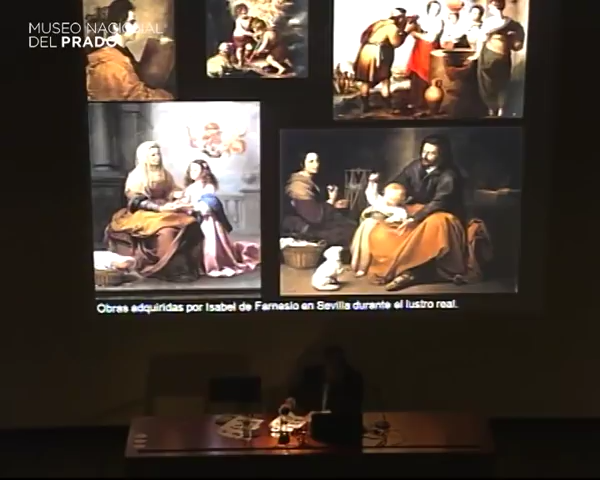 MUSEO NACIONAL
DEL PRADO
Obras adquiridas por Isabel de Farnesio en Sevilla durante el lustro real.